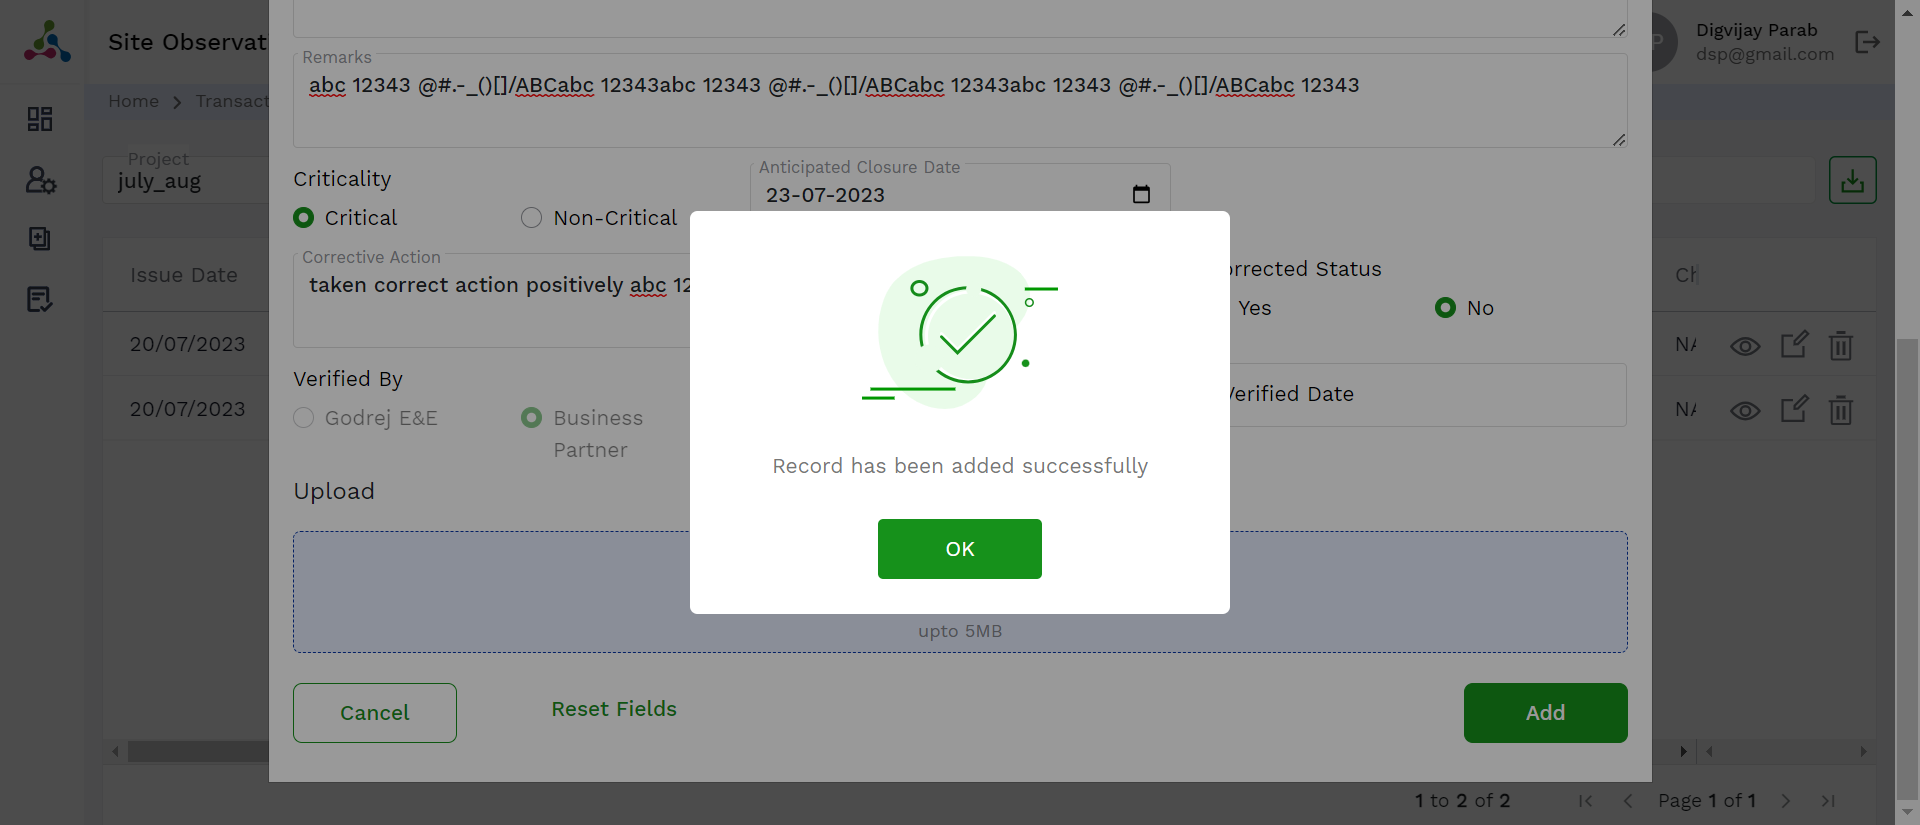 Site Observat
Digvijay Parab
dsp@gmail.com
P
Home > Transact
Remarks
abc 12343 @#.-_()[]/ABCabc 12343abc 12343 @#.-_()[]/ABCabc 12343abc 12343 @#.-_()[]/ABCabc 12343
Project
july_aug
Criticality
Critical
Non-Critical
Anticipated Closure Date
23-07-2023
Issue Date
Corrective Action
taken correct action positively abc 12
rrected Status
Yes
No
20/07/2023
NA
20/07/2023
NA
Verified By
Godrej E&E
Business
Partner
Verified Date
Record has been added successfully
OK
Upload
upto 5MB
Cancel
Reset Fields
Add
1 to 2 of 2
Page 1 of 1